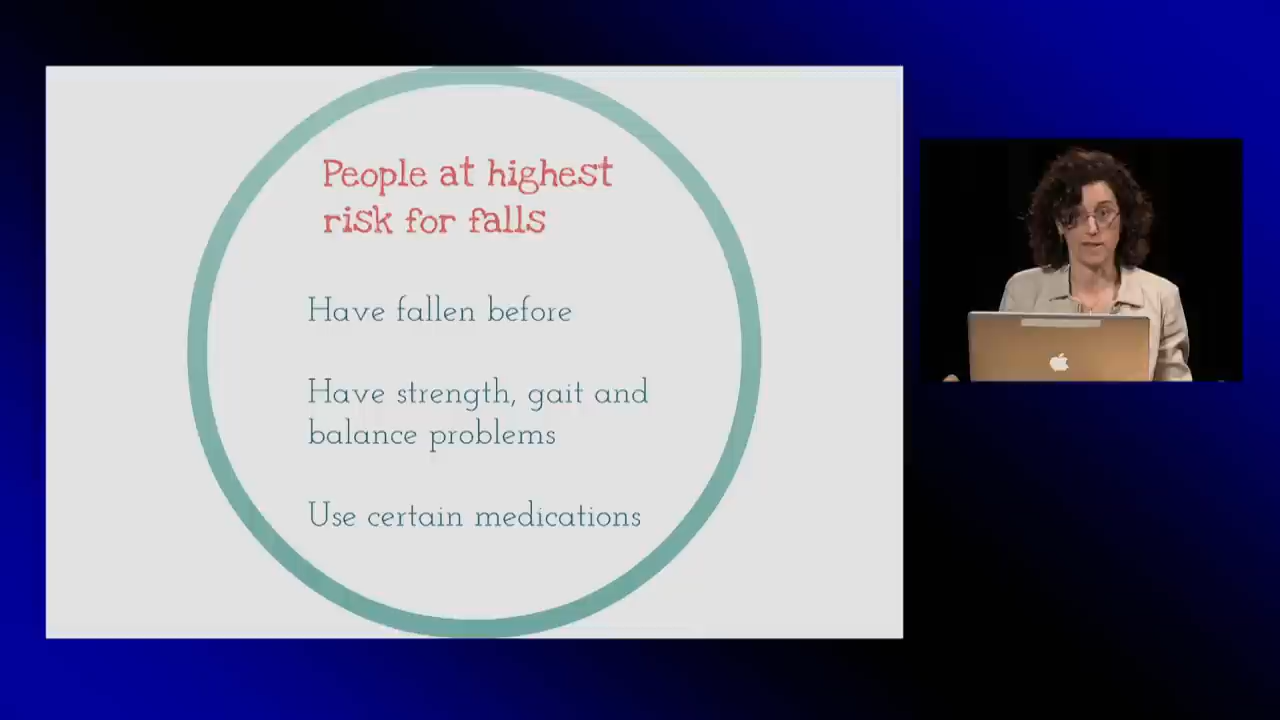 People at highest
risk for falls
Have fallen before
Have strength, gait and
balance problems
Use certain medications